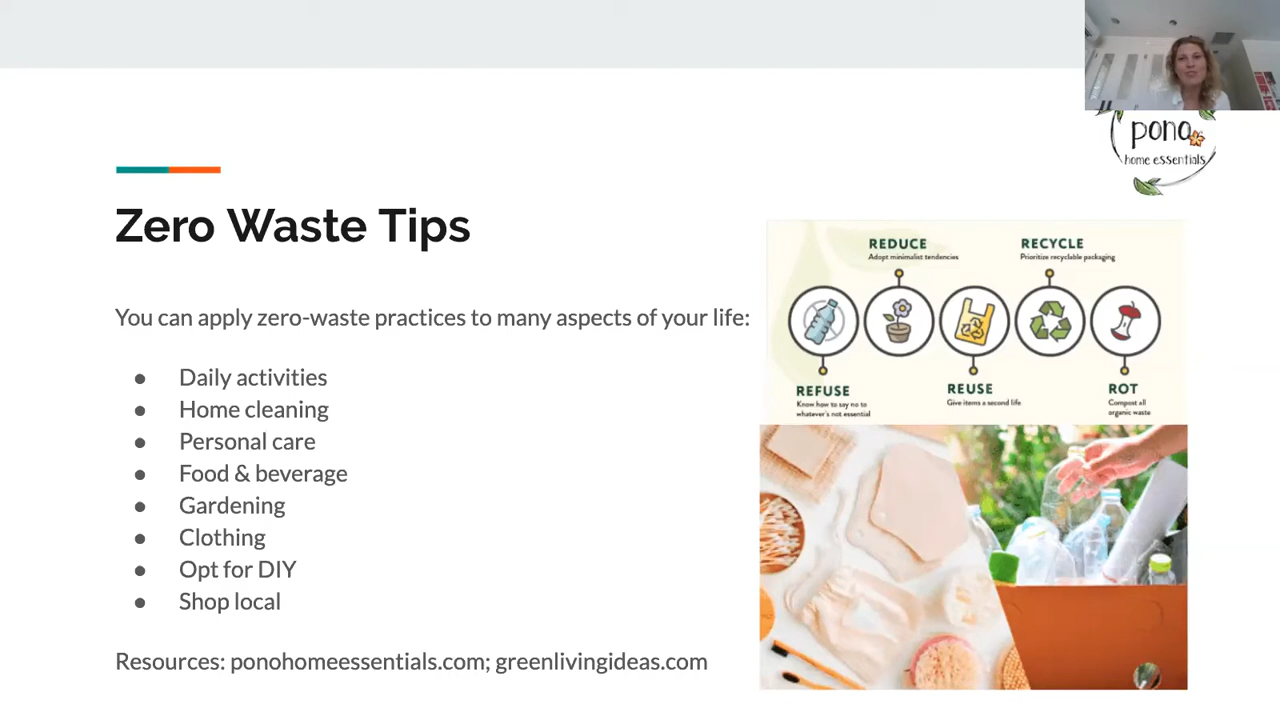 pono
home essentials
Zero Waste Tips
You can apply zero-waste practices to many aspects of your life:
● Daily activities
● Home cleaning
● Personal care
● Food & beverage
● Gardening
● Clothing
● Opt for DIY
● Shop local
Resources: ponohomeessentials.com; greenlivingideas.com
REDUCE
Adopt minimalist tendencies
RECYCLE
Prioritize recyclable packaging
REFUSE
Know how to say no to
whatever's not essential
REUSE
Give items a second life
ROT
Compost all
organic waste